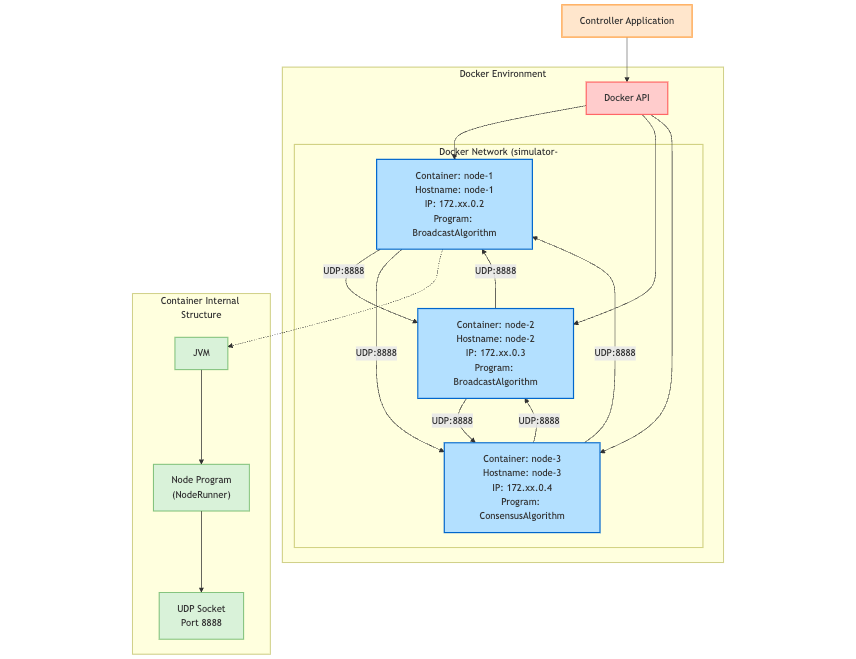 Controller Application
Docker Environment
Docker API
Docker Network (simulator-
Container: node-1
Hostname: node-1
IP: 172.xx.0.2
Program:
BroadcastAlgorithm
UDP:8888
UDP:8888
Container Internal
Structure
Container: node-2
Hostname: node-2
IP: 172.xx.0.3
Program:
BroadcastAlgorithm
JVM
UDP:8888
UDP:8888
UDP:8888
UDP:8888
Container: node-3
Hostname: node-3
IP: 172.xx.0.4
Program:
ConsensusAlgorithm
Node Program
(NodeRunner)
UDP Socket
Port 8888